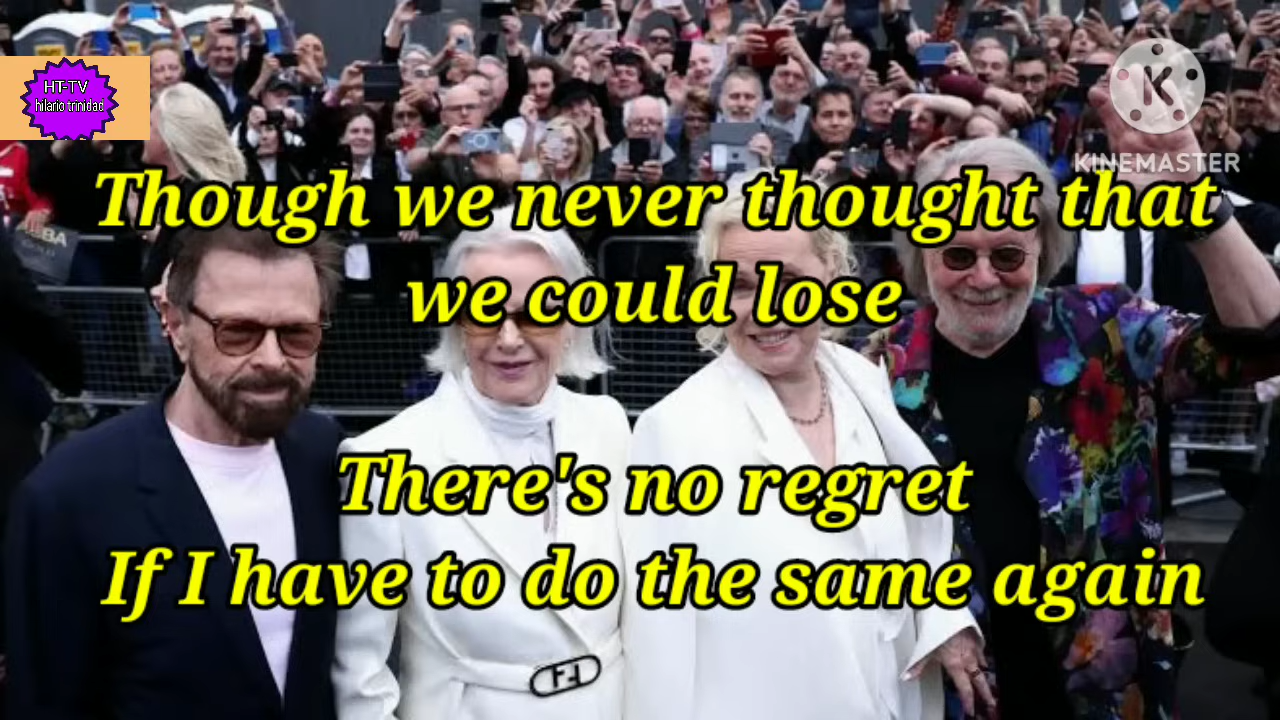 HT-TV
hilario trinidad
KINEMASTER
Though we never thought that
we could lose
There's no regret
If I have to do the same again